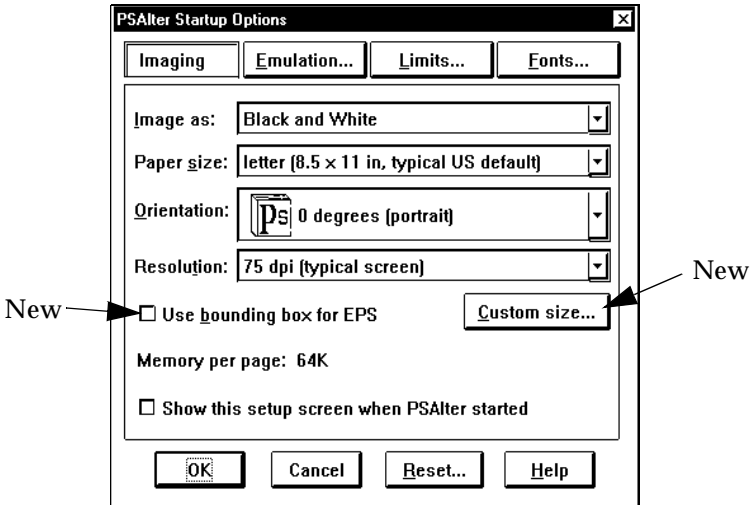 PSAlter Startup Options
Imaging Emulation... Limits... Fonts...
Image as: Black and White
Paper size: letter (8.5 × 11 in, typical US default)
Orientation: Ps 0 degrees (portrait)
Resolution: 75 dpi (typical screen)
New
New
Use bounding box for EPS Custom size...
Memory per page: 64K
Show this setup screen when PSAlter started
OK Cancel Reset... Help